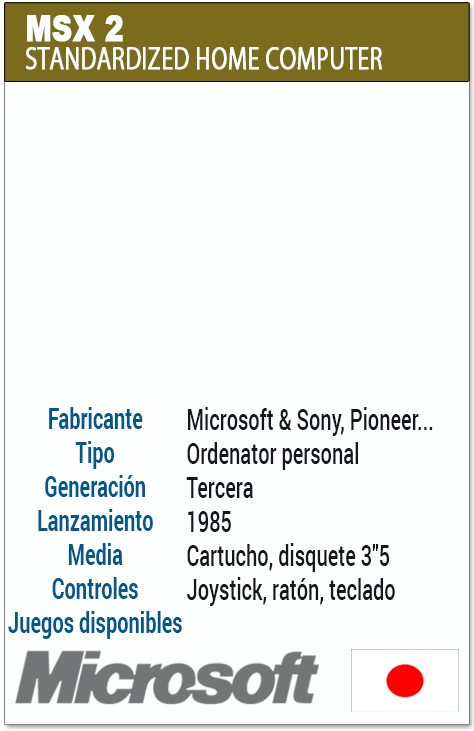 MSX 2
STANDARDIZED HOME COMPUTER
Fabricante Microsoft & Sony, Pioneer...
Tipo Ordenator personal
Generación Tercera
Lanzamiento 1985
Media Cartucho, disquete 3"5
Controles Joystick, ratón, teclado
Juegos disponibles
Microsoft